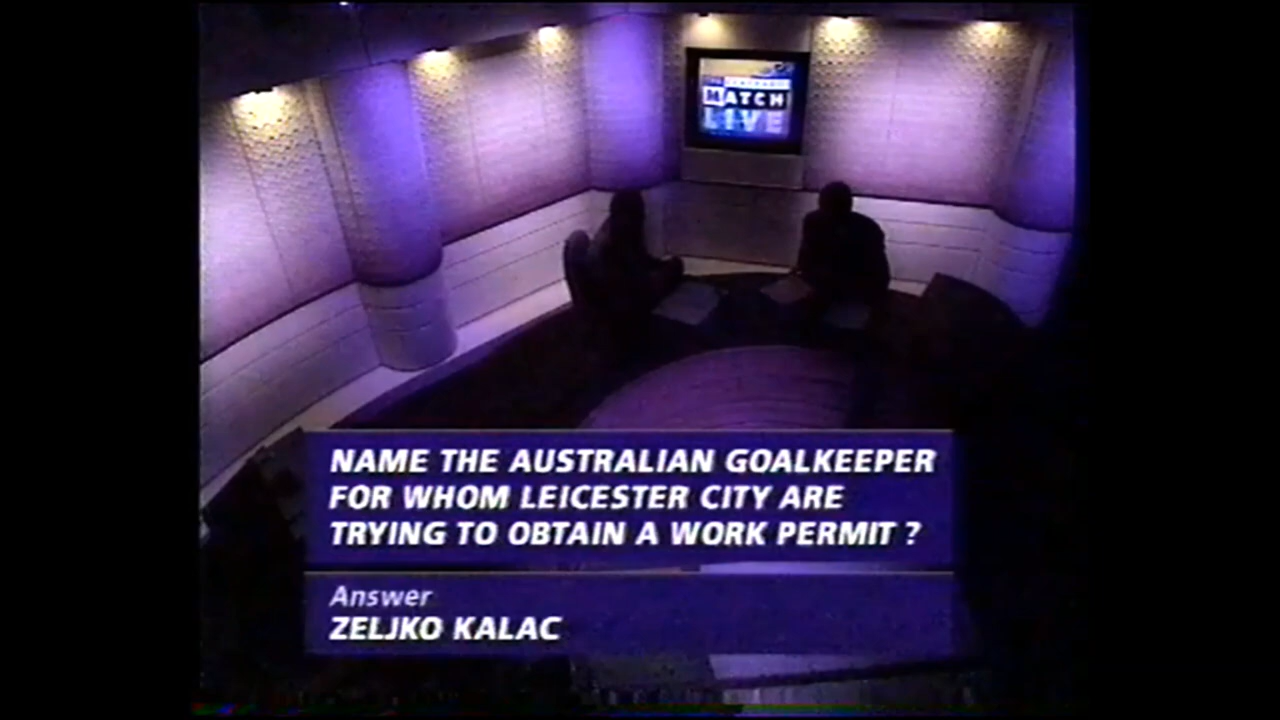 MATCH
LIVE
NAME THE AUSTRALIAN GOALKEEPER
FOR WHOM LEICESTER CITY ARE
TRYING TO OBTAIN A WORK PERMIT ?
Answer
ZELJKO KALAC